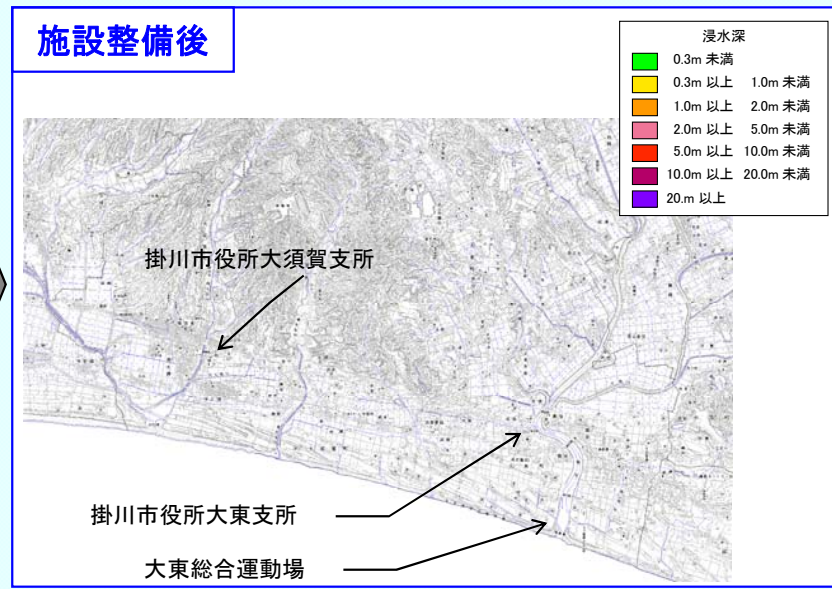 施設整備後
浸水深
0.3m 未満
0.3m 以上 1.0m 未満
1.0m 以上 2.0m 未満
2.0m 以上 5.0m 未満
5.0m 以上 10.0m 未満
10.0m 以上 20.0m 未満
20.m 以上
掛川市役所大須賀支所
掛川市役所大東支所
大東総合運動場